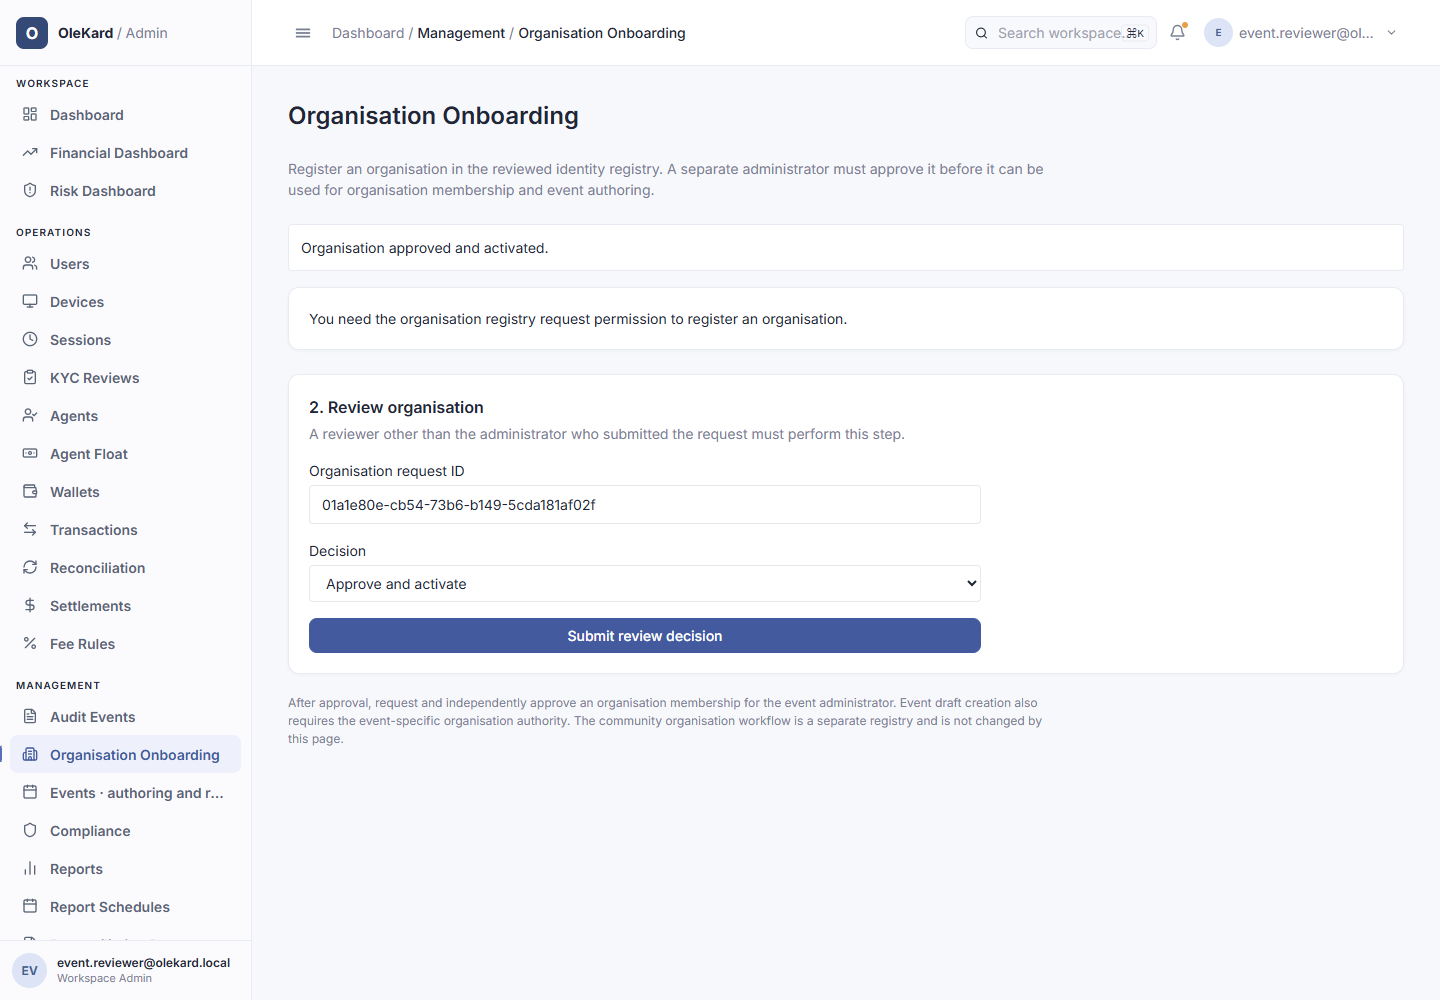 O OleKard / Admin
Dashboard / Management / Organisation Onboarding
Search workspace. ⌘K
E event.reviewer@ol...
WORKSPACE
Dashboard
Financial Dashboard
Risk Dashboard
OPERATIONS
Users
Devices
Sessions
KYC Reviews
Agents
Agent Float
Wallets
Transactions
Reconciliation
Settlements
Fee Rules
MANAGEMENT
Audit Events
Organisation Onboarding
Events · authoring and r...
Compliance
Reports
Report Schedules
EV event.reviewer@olekard.local
Workspace Admin
Organisation Onboarding
Register an organisation in the reviewed identity registry. A separate administrator must approve it before it can be
used for organisation membership and event authoring.
Organisation approved and activated.
You need the organisation registry request permission to register an organisation.
2. Review organisation
A reviewer other than the administrator who submitted the request must perform this step.
Organisation request ID
01a1e80e-cb54-73b6-b149-5cda181af02f
Decision
Approve and activate
Submit review decision
After approval, request and independently approve an organisation membership for the event administrator. Event draft creation also
requires the event-specific organisation authority. The community organisation workflow is a separate registry and is not changed by
this page.